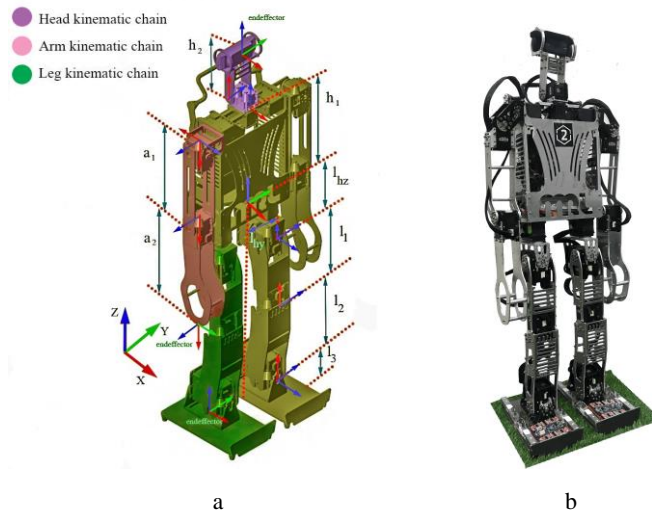 Head kinematic chain
Arm kinematic chain
Leg kinematic chain
endeffector
h2
h1
a1
lhz
a2
lhy
l1
l2
l3
Z
Y
X
endeffector
endeffector
2
a
b